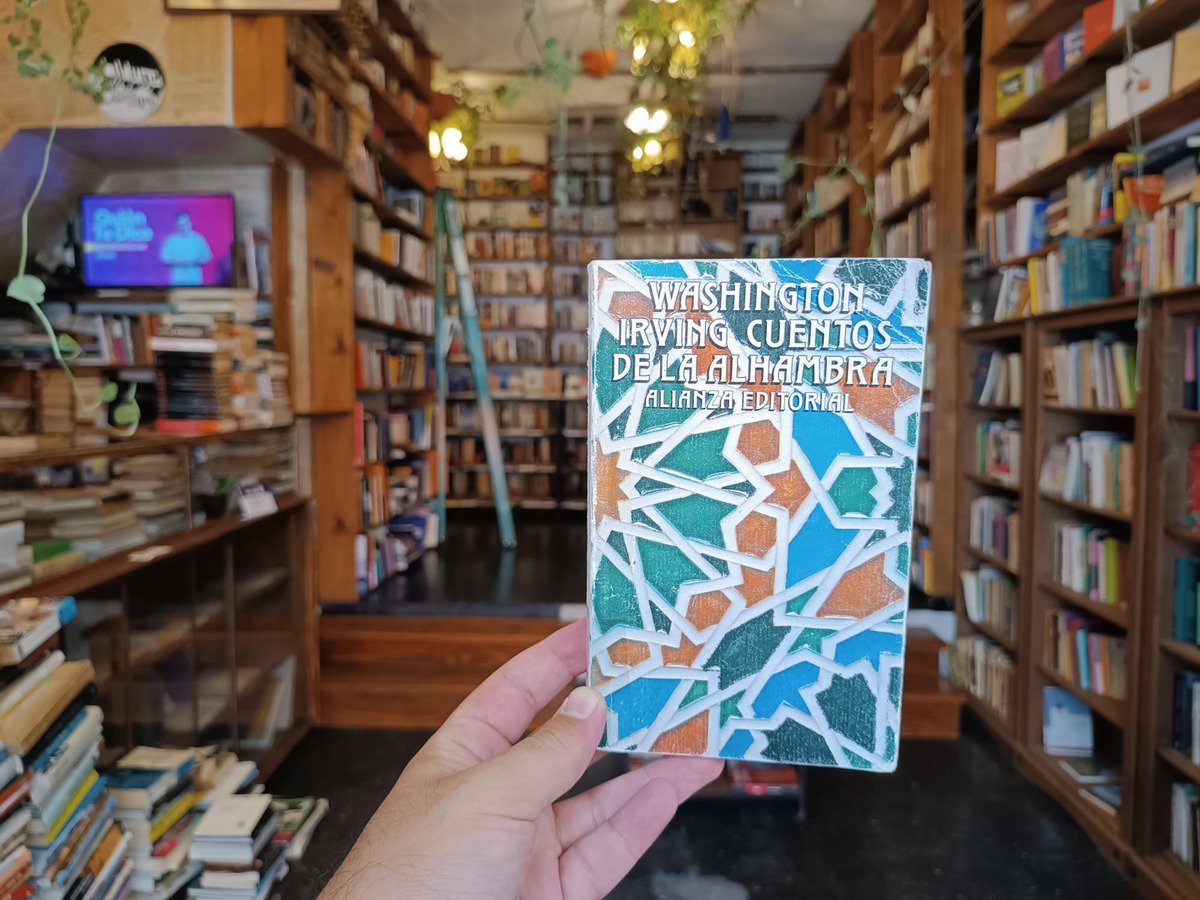 WASHINGTON
IRVING CUENTOS
DE LA ALHAMBRA
ALIANZA EDITORIAL